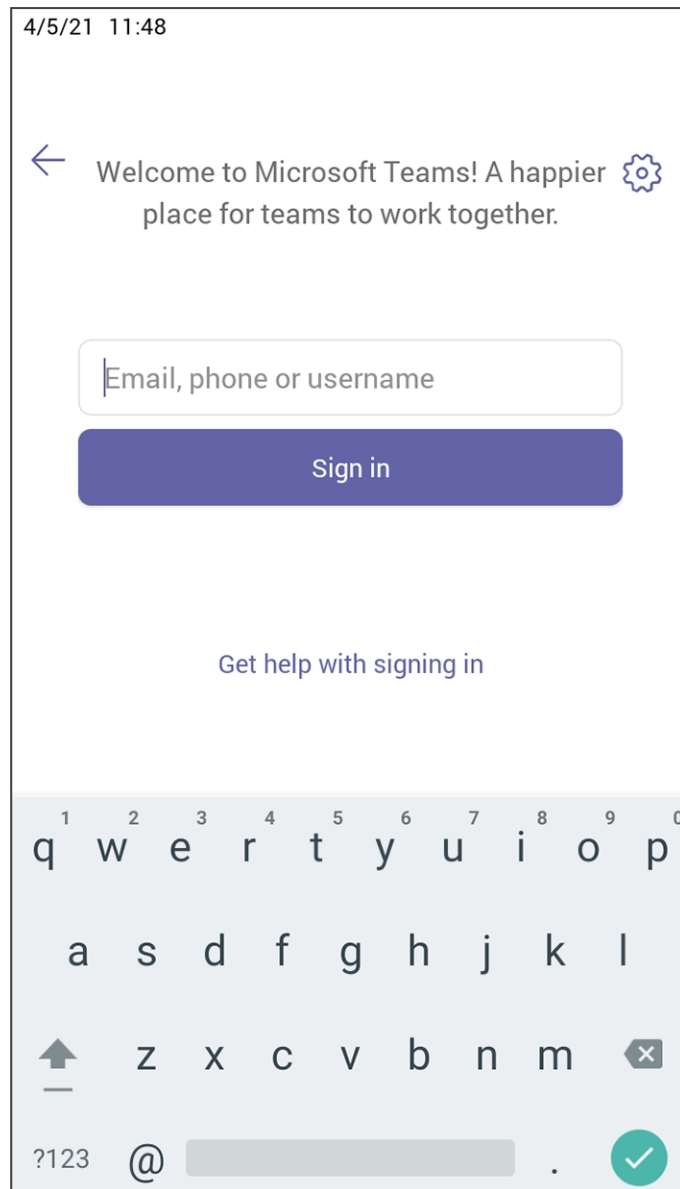 4/5/21 11:48
Welcome to Microsoft Teams! A happier
place for teams to work together.
Email, phone or username
Sign in
Get help with signing in
1 2 3 4 5 6 7 8 9 0
q w e r t y u i o p
a s d f g h j k l
z x c v b n m
?123 @ .